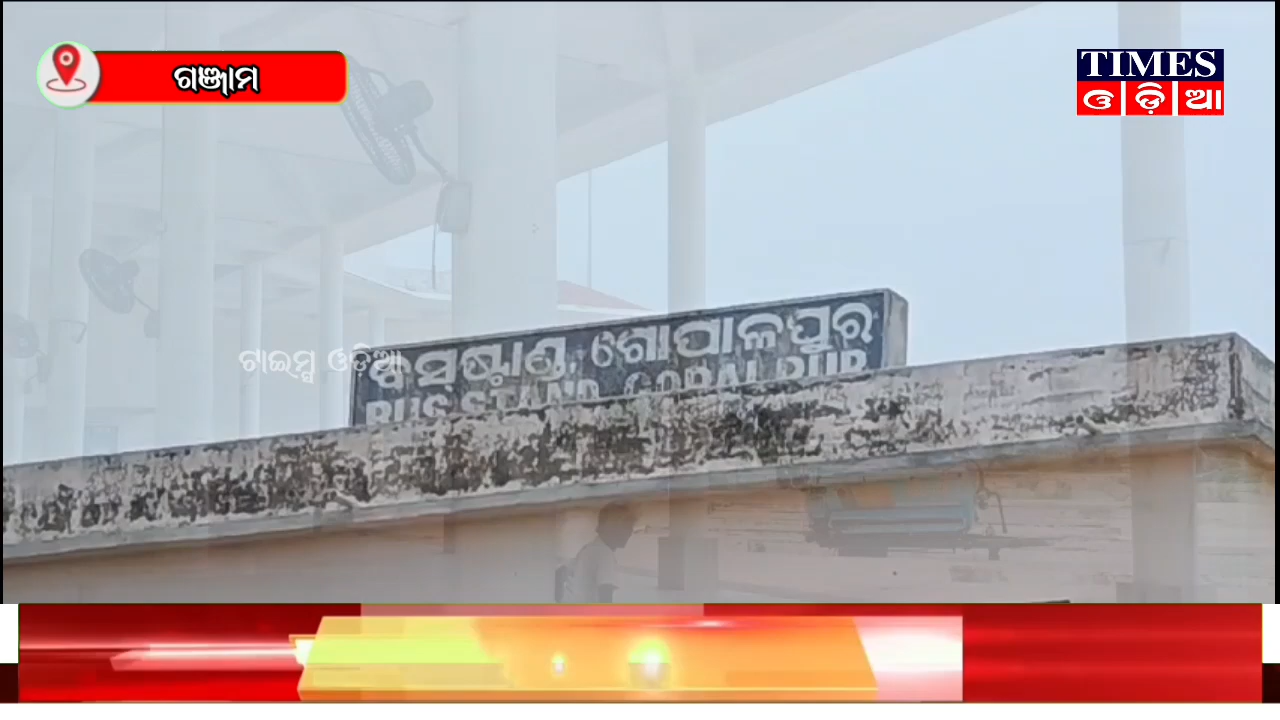 ଗଞ୍ଜାମ
TIMES
ଓଡ଼ିଆ
ଟାଇମ୍ସ ଓଡ଼ିଆ
ବସଷ୍ଟାଣ୍ଡ, ଗୋପାଳପୁର
BUS STAND, GOPALPUR